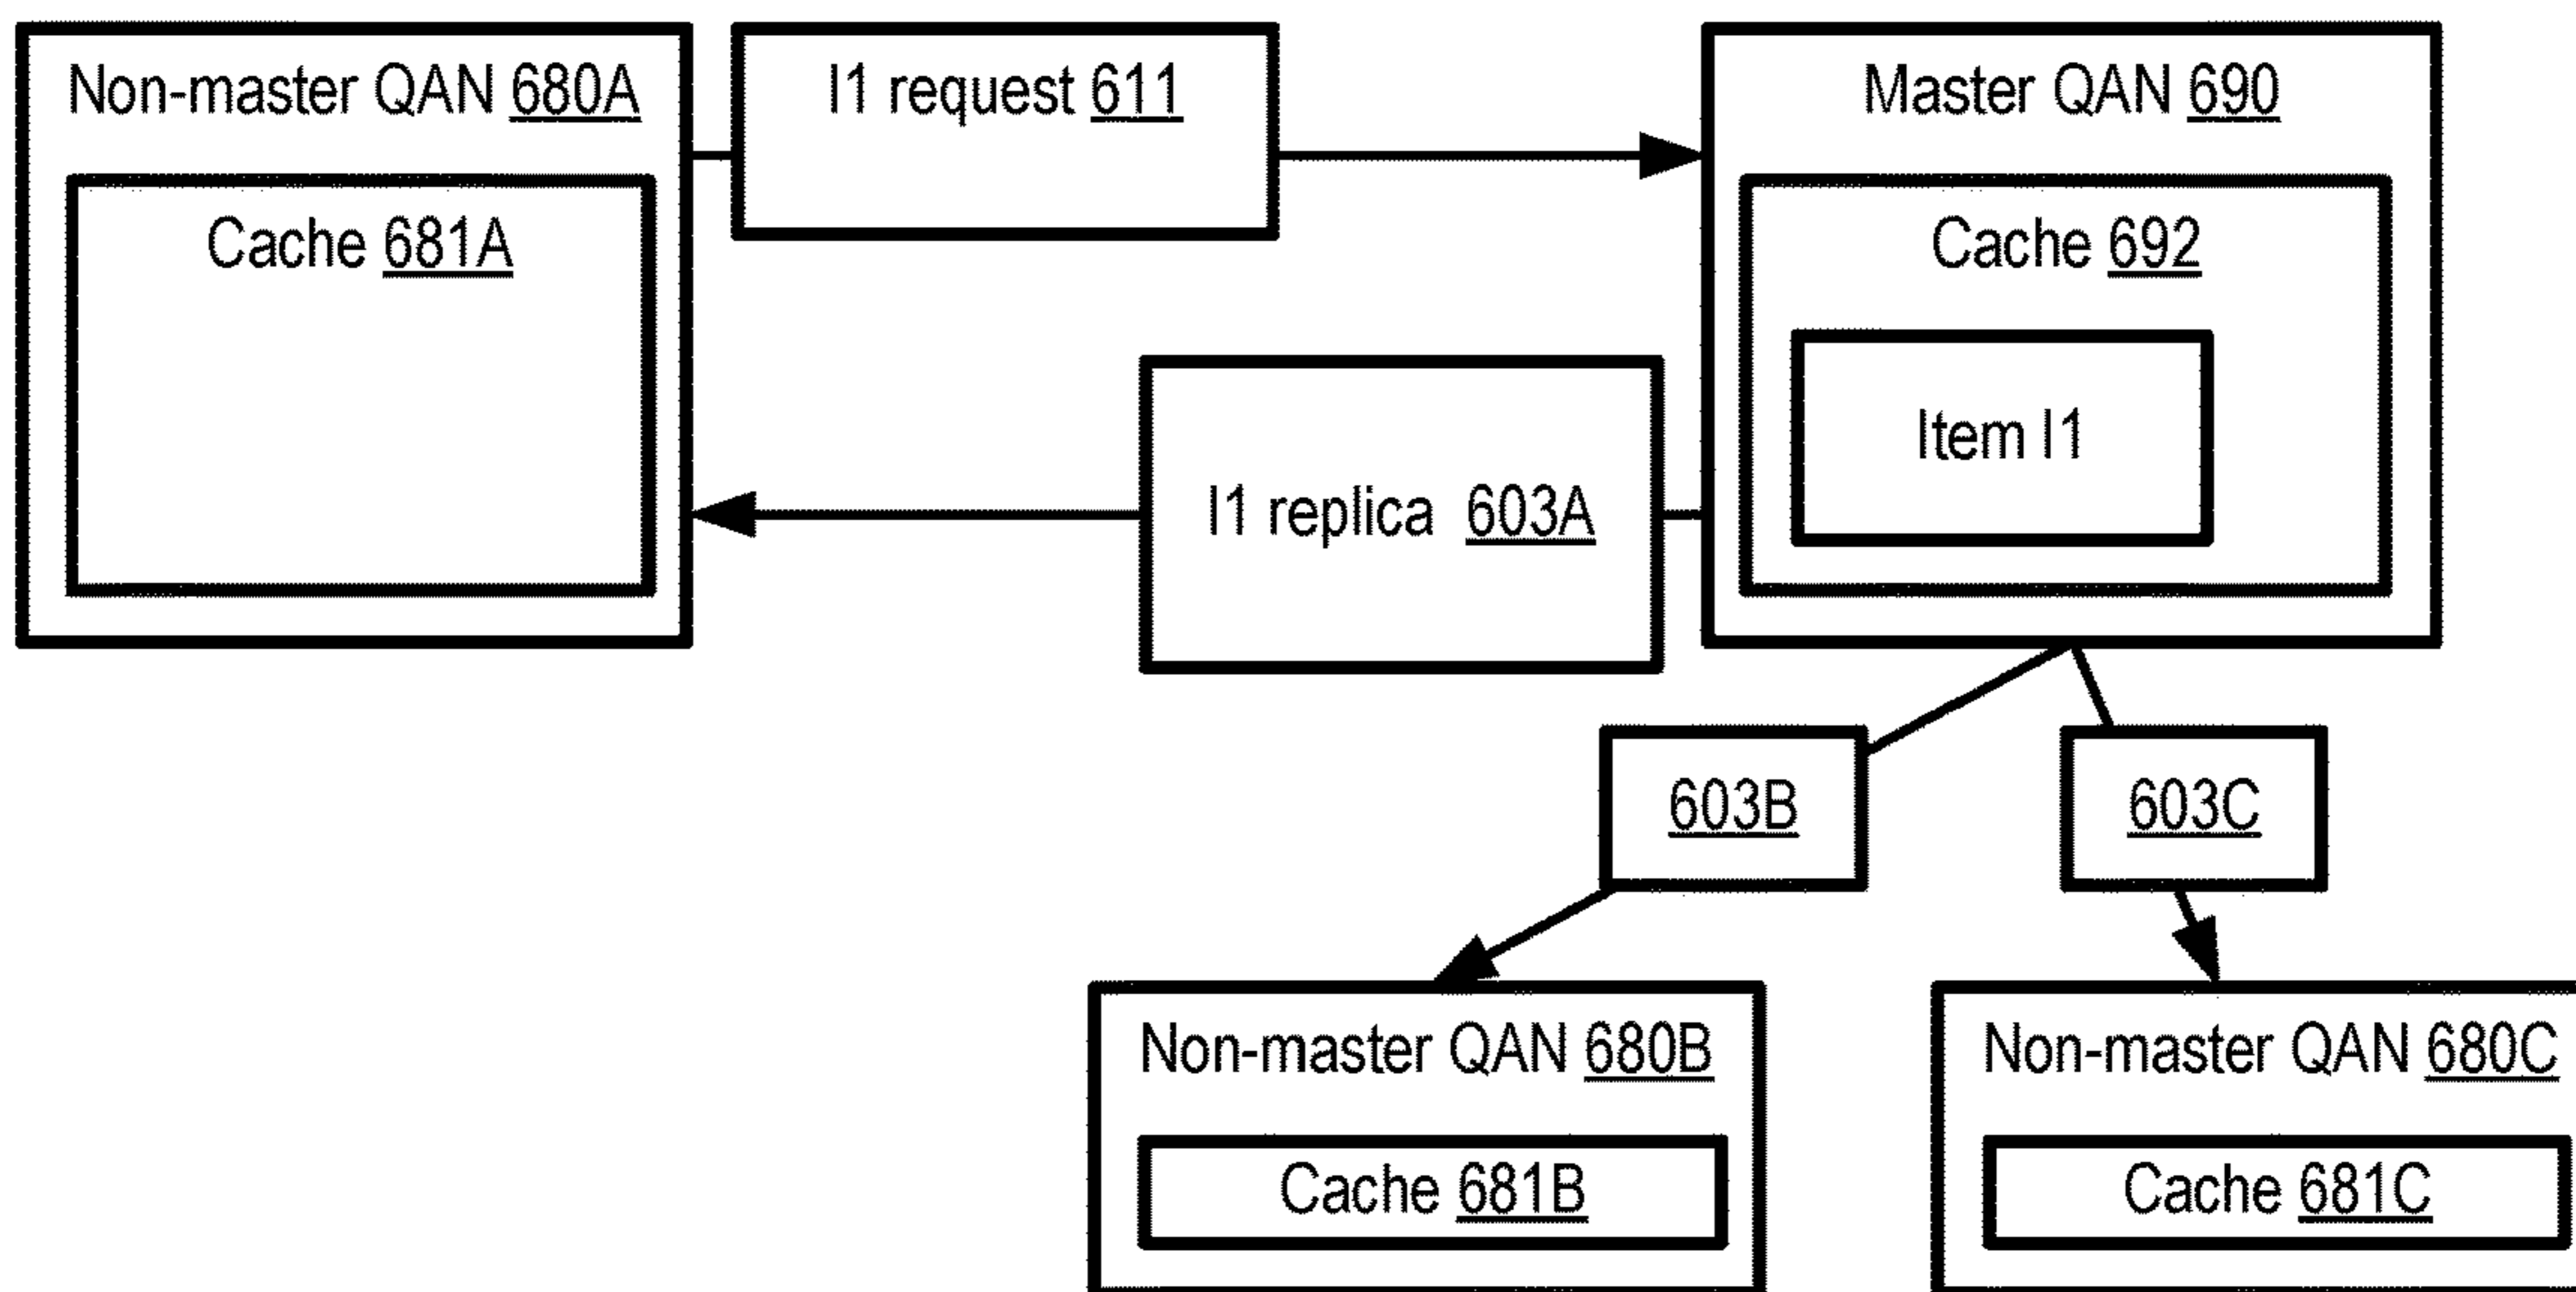 Non-master QAN 680A
Cache 681A
I1 request 611
Master QAN 690
Cache 692
Item I1
I1 replica 603A
603B
603C
Non-master QAN 680B
Cache 681B
Non-master QAN 680C
Cache 681C